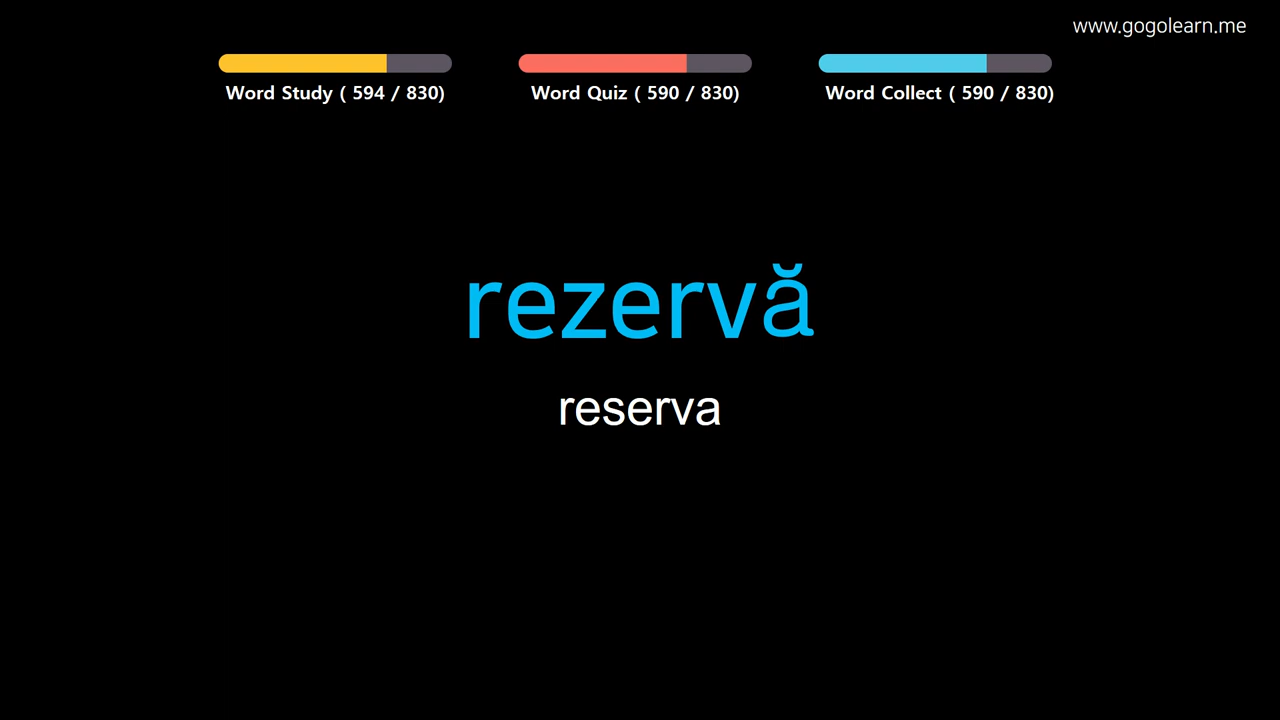 www.gogolearn.me
Word Study ( 594 / 830)
Word Quiz ( 590 / 830)
Word Collect ( 590 / 830)
rezervă
reserva